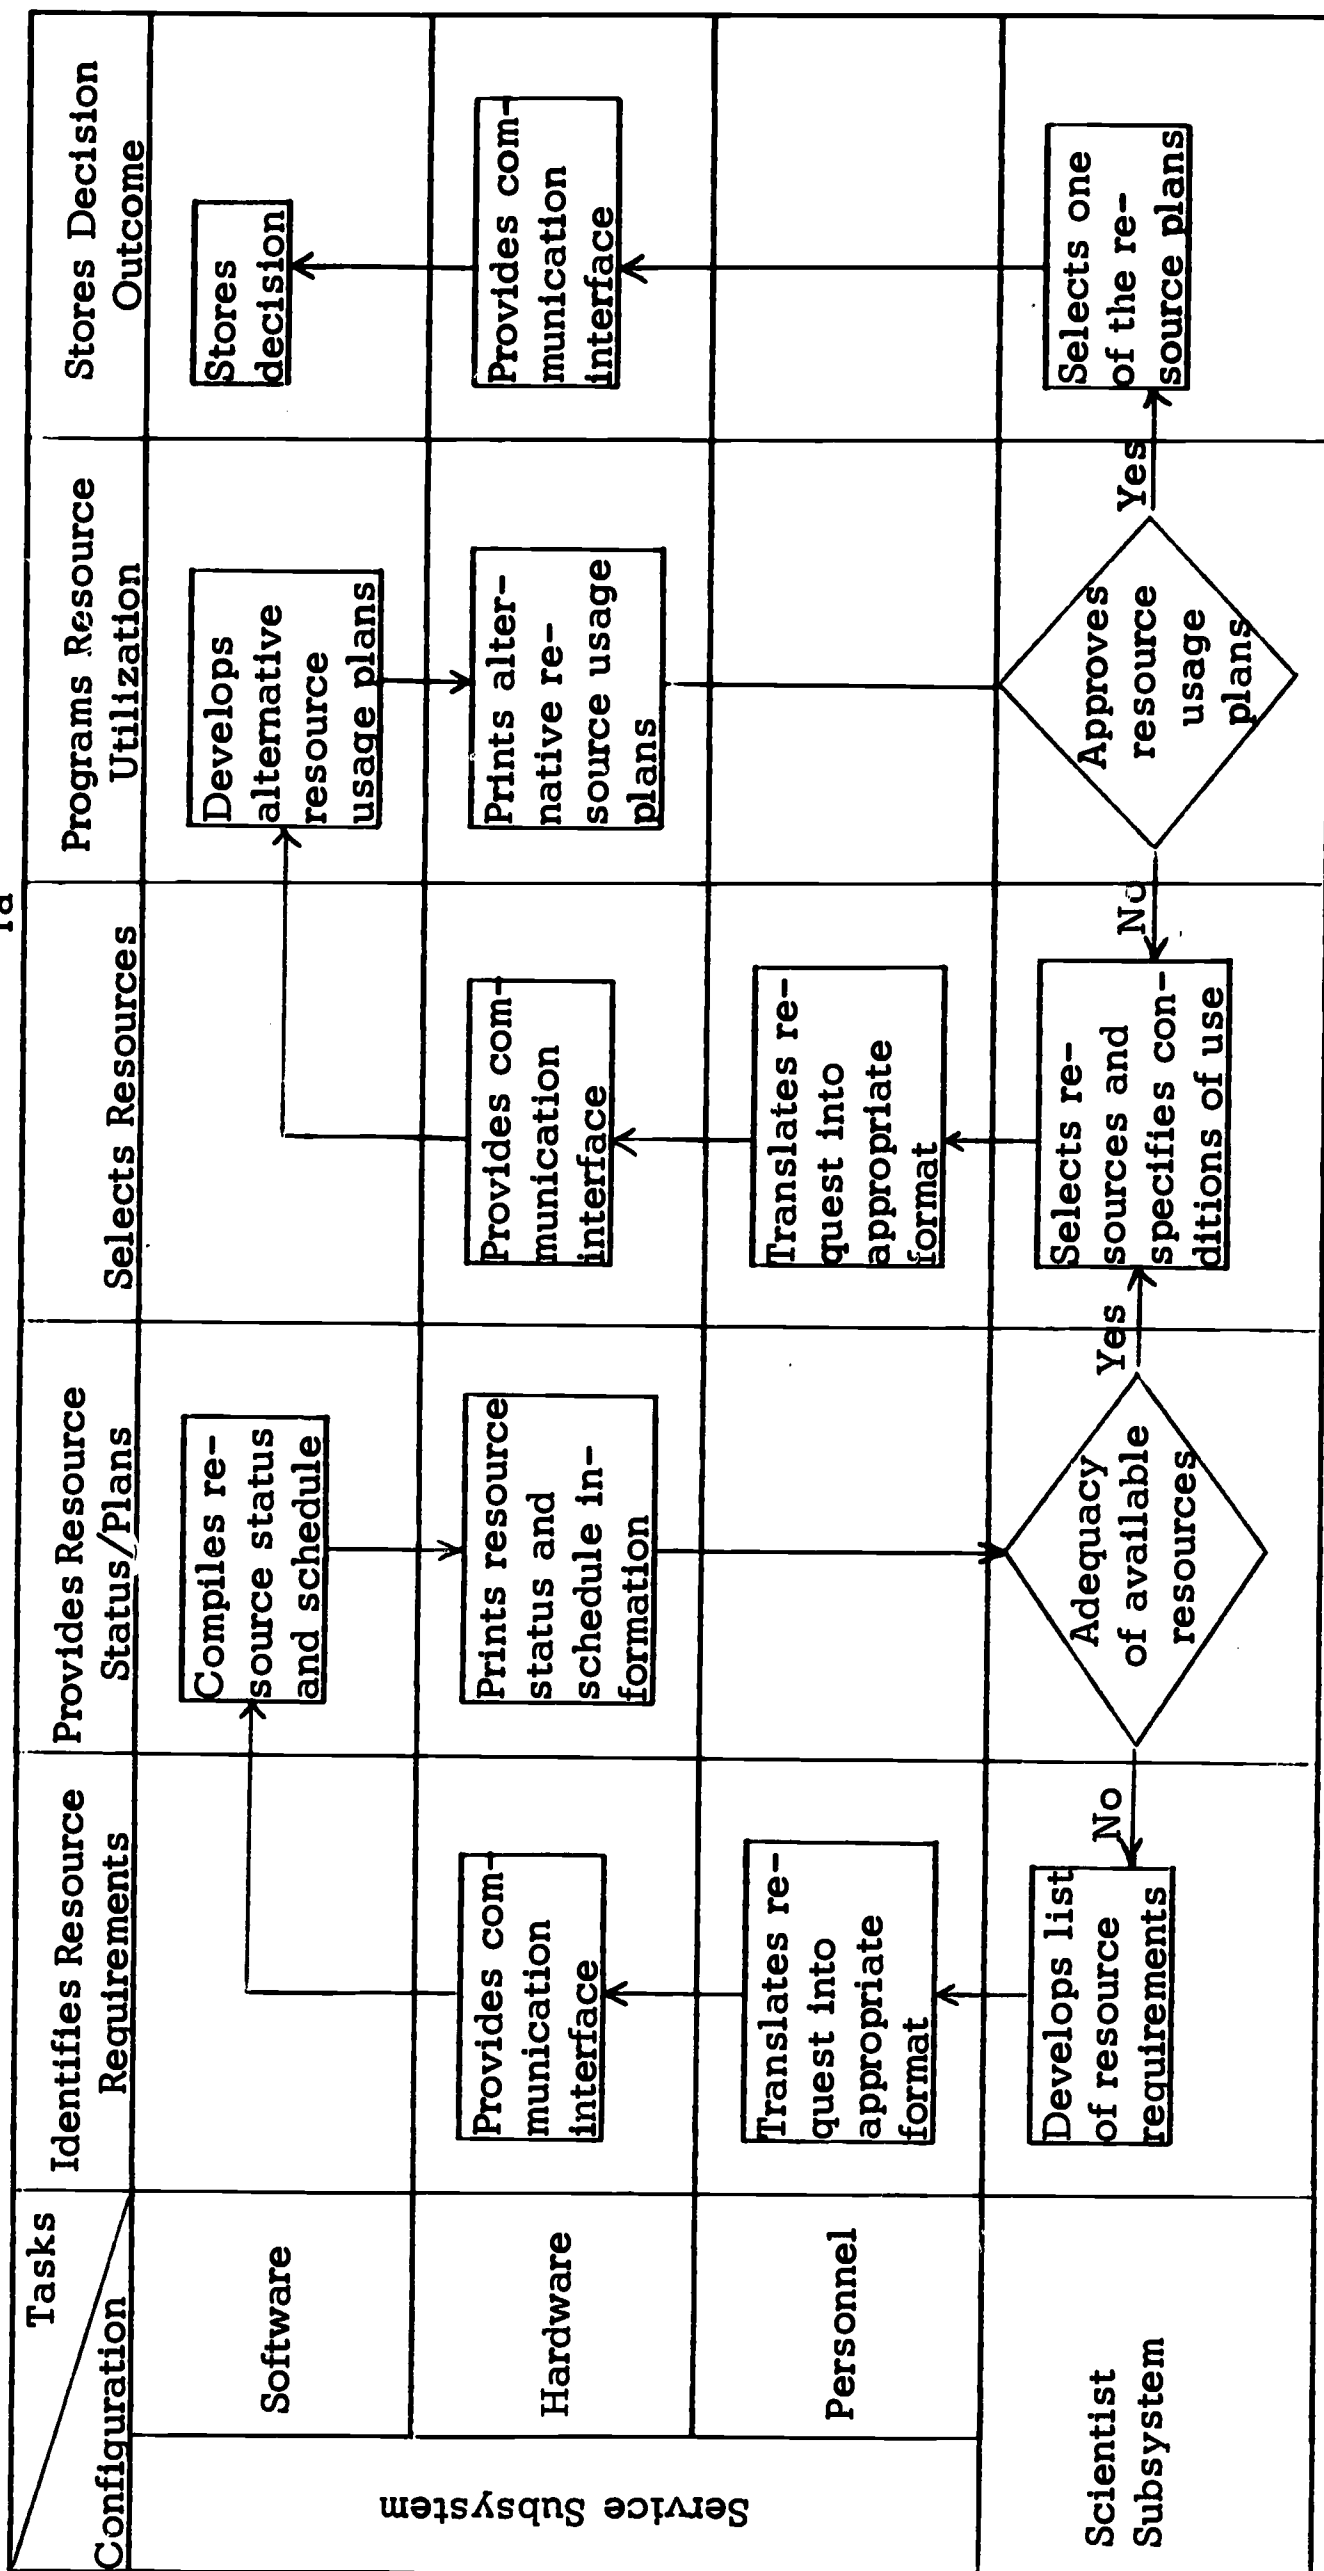 Ia
Tasks
Configuration
Identifies Resource
Requirements
Provides Resource
Status/Plans
Selects Resources
Programs Resource
Utilization
Stores Decision
Outcome
Service Subsystem
Software
Compiles re-
source status
and schedule
Develops
alternative
resource
usage plans
Stores
decision
Hardware
Provides com-
munication
interface
Prints resource
status and
schedule in-
formation
Provides com-
munication
interface
Prints alter-
native re-
source usage
plans
Provides com-
munication
interface
Personnel
Translates re-
quest into
appropriate
format
Translates re-
quest into
appropriate
format
Scientist
Subsystem
Develops list
of resource
requirements
No
Adequacy
of available
resources
Yes
Selects re-
sources and
specifies con-
ditions of use
No
Approves
resource
usage
plans
Yes
Selects one
of the re-
source plans